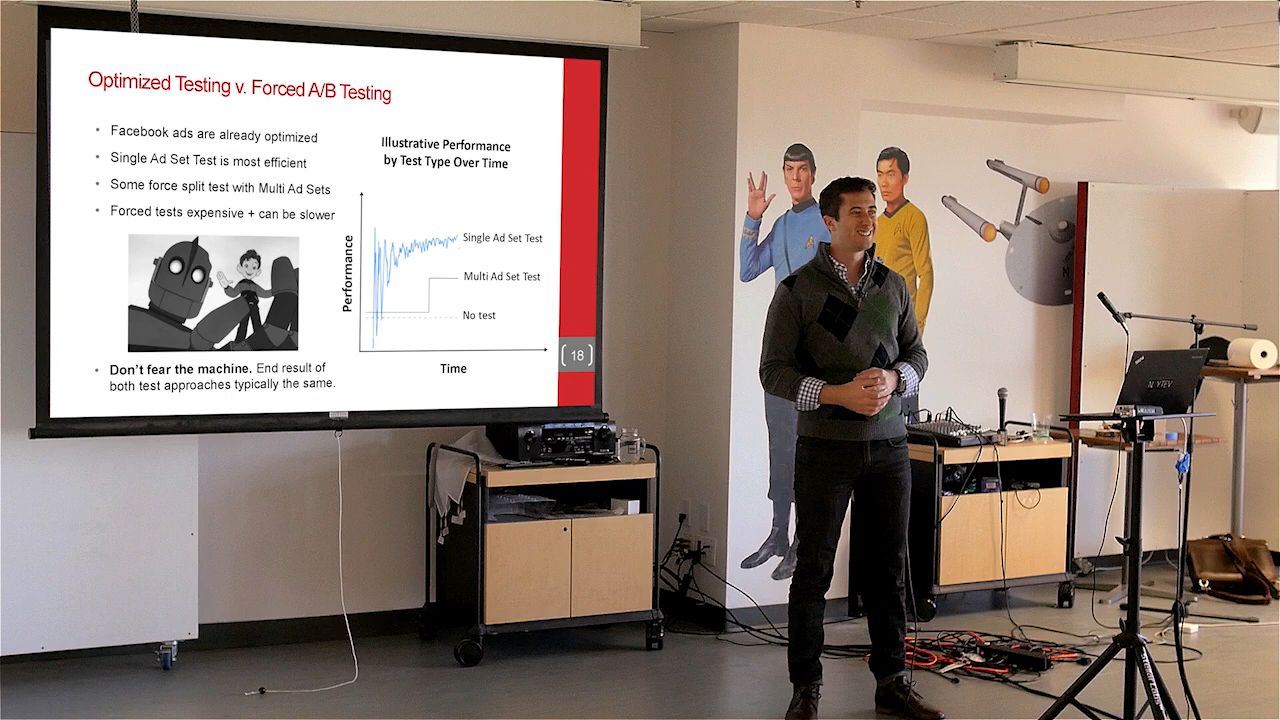 Optimized Testing v. Forced A/B Testing
• Facebook ads are already optimized
• Single Ad Set Test is most efficient
• Some force split test with Multi Ad Sets
• Forced tests expensive + can be slower
• Don't fear the machine. End result of
both test approaches typically the same.
Illustrative Performance
by Test Type Over Time
Performance
Single Ad Set Test
Multi Ad Set Test
No test
Time
18